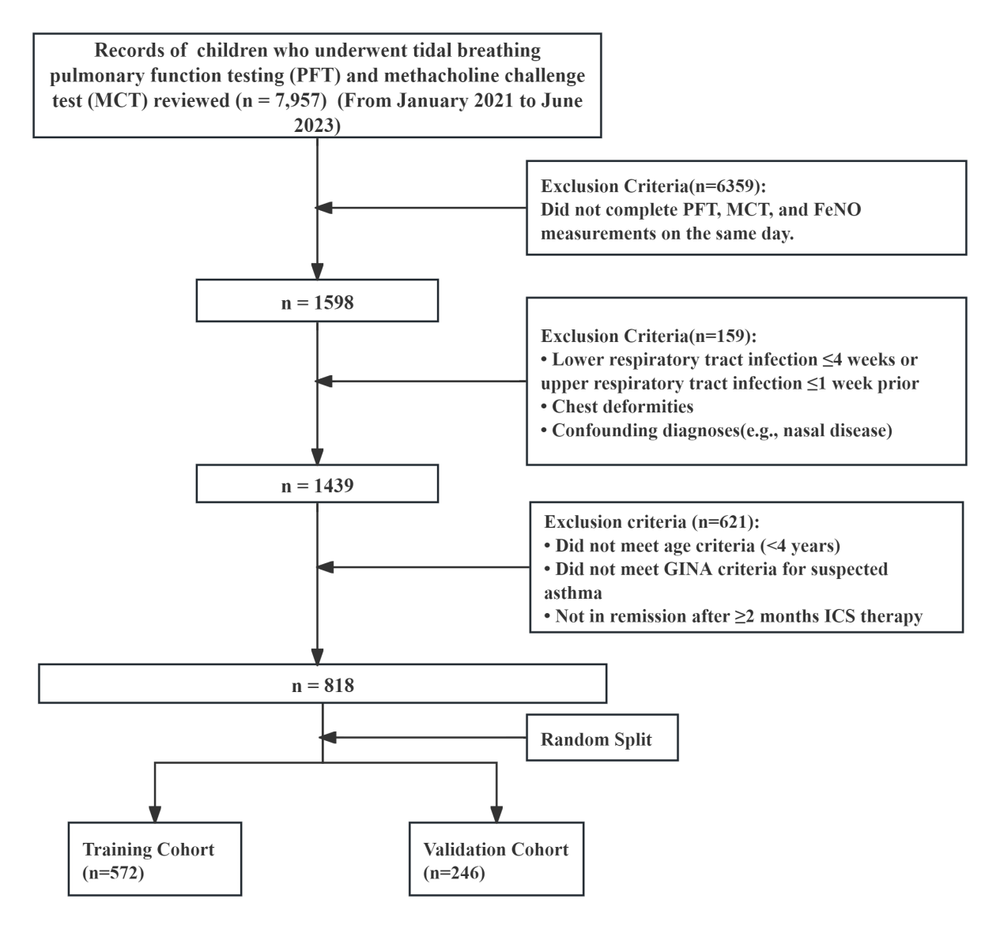 Records of  children who underwent tidal breathing
pulmonary function testing (PFT) and methacholine challenge
test (MCT) reviewed (n = 7,957)  (From January 2021 to June
2023)
Exclusion Criteria(n=6359):
Did not complete PFT, MCT, and FeNO
measurements on the same day.
n = 1598
Exclusion Criteria(n=159):
• Lower respiratory tract infection ≤4 weeks or
upper respiratory tract infection ≤1 week prior
• Chest deformities
• Confounding diagnoses(e.g., nasal disease)
n = 1439
Exclusion criteria (n=621):
• Did not meet age criteria (<4 years)
• Did not meet GINA criteria for suspected
asthma
• Not in remission after ≥2 months ICS therapy
n = 818
Random Split
Training Cohort
(n=572)
Validation Cohort
(n=246)